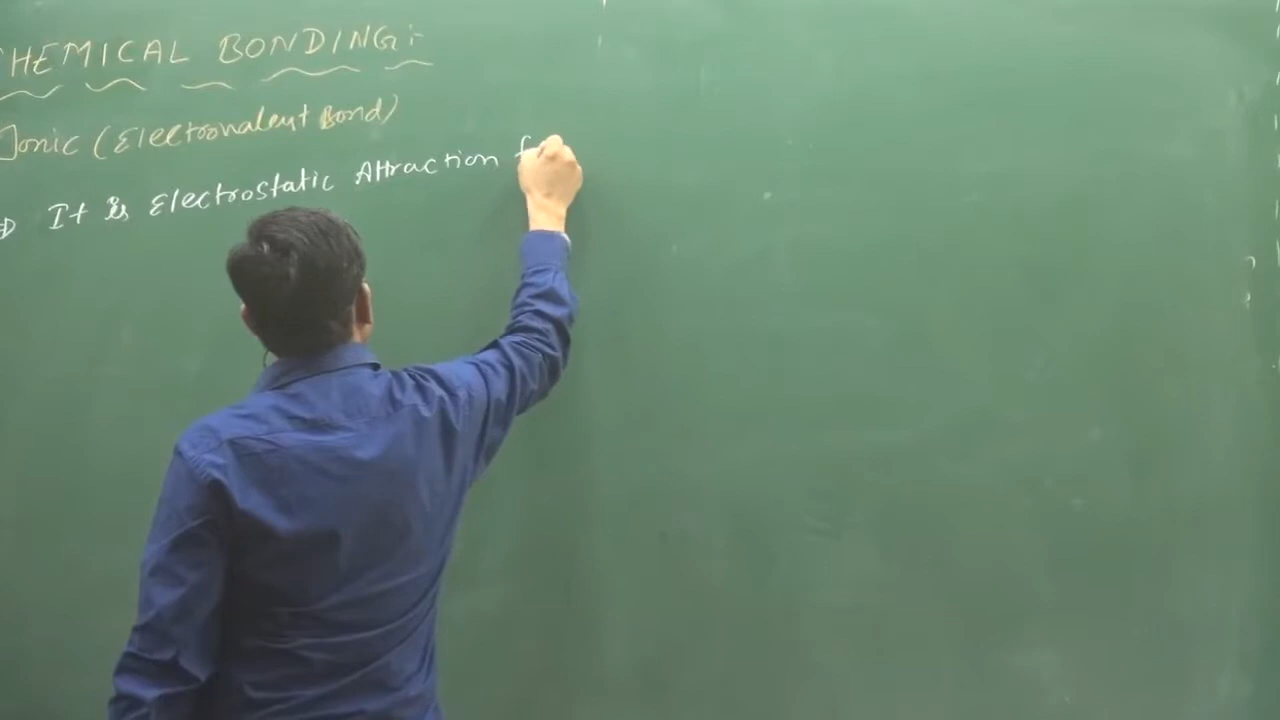 HEMICAL BONDING:-
Ionic (Electrovalent Bond)
⇒ It is Electrostatic Attraction f